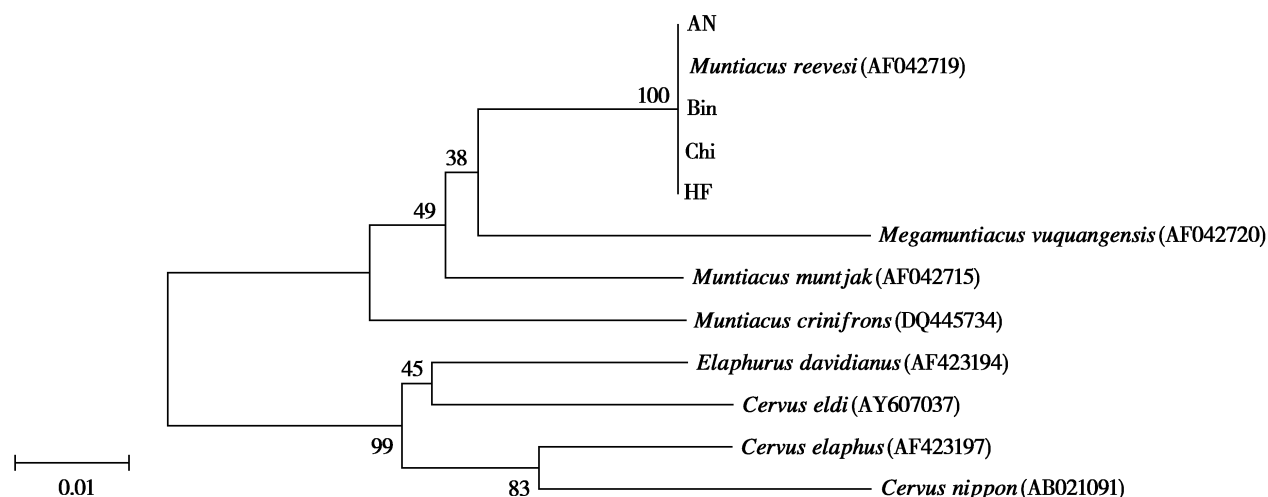 AN
Muntiacus reevesi (AF042719)
100
Bin
Chi
38
HF
49
Megamuntiacus vuquangensis (AF042720)
Muntiacus muntjak (AF042715)
Muntiacus crinifrons (DQ445734)
Elaphurus davidianus (AF423194)
45
Cervus eldi (AY607037)
99
Cervus elaphus (AF423197)
0.01
83
Cervus nippon (AB021091)